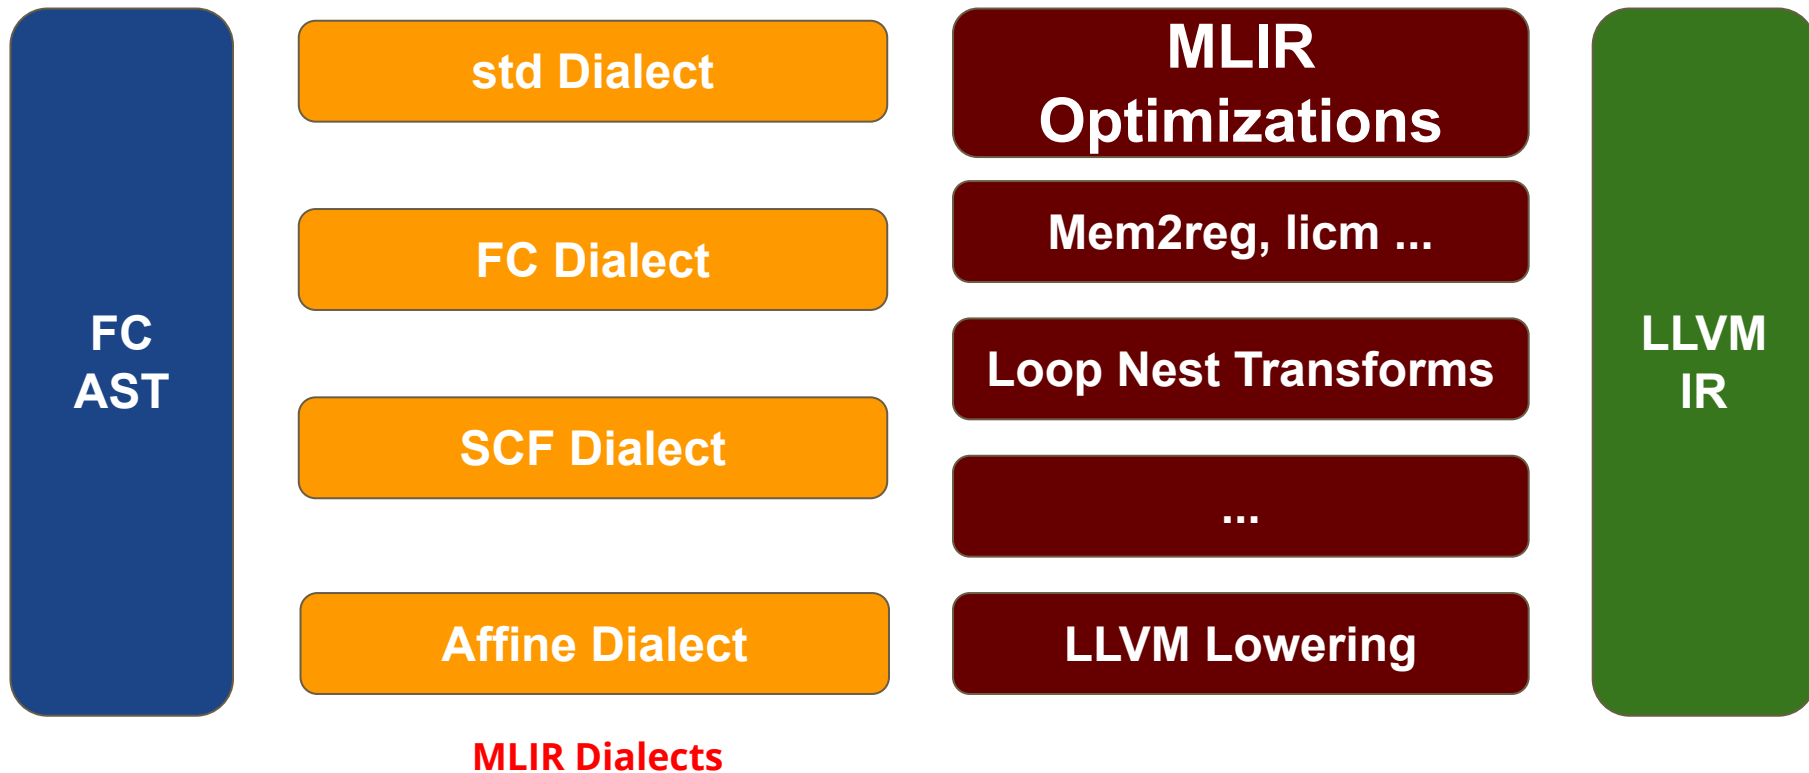 FC
AST
std Dialect
FC Dialect
SCF Dialect
Affine Dialect
MLIR Dialects
MLIR
Optimizations
Mem2reg, licm ...
Loop Nest Transforms
...
LLVM Lowering
LLVM
IR